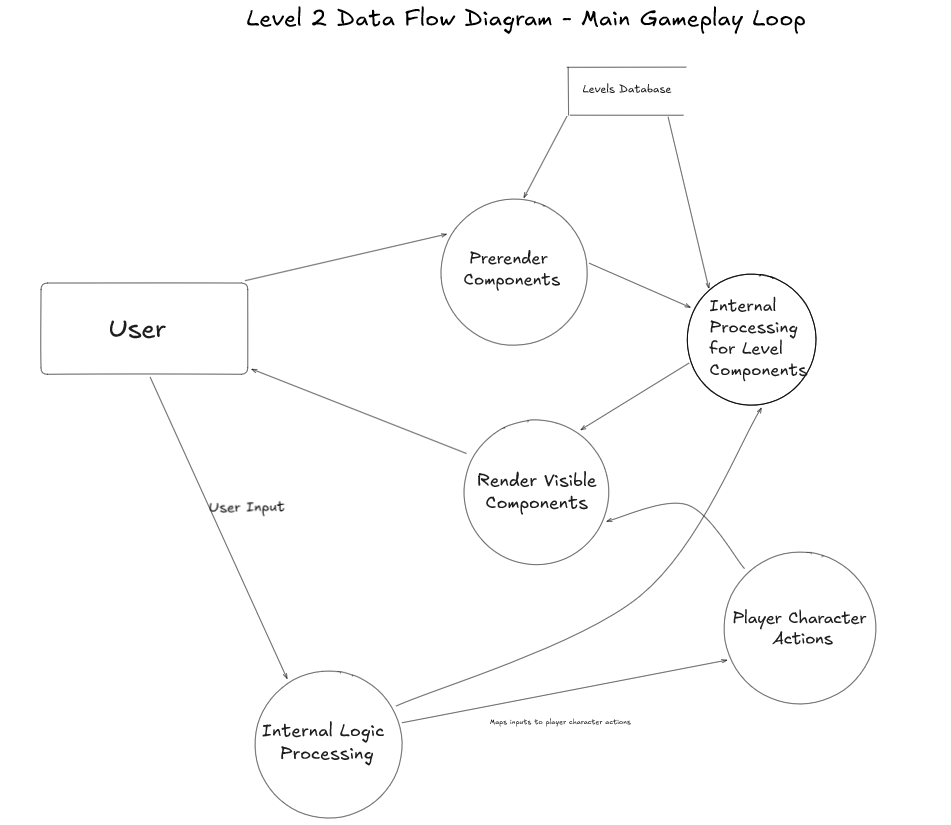 Level 2 Data Flow Diagram - Main Gameplay Loop
Levels Database
Prerender
Components
Internal
Processing
for Level
Components
User
Render Visible
Components
User Input
Player Character
Actions
Maps inputs to player character actions
Internal Logic
Processing